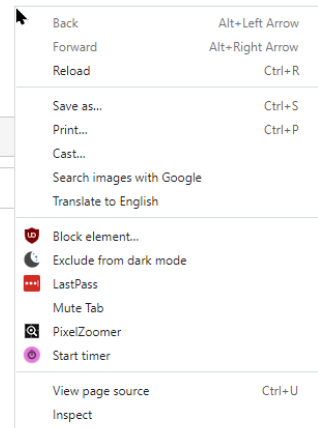 Back Alt+Left Arrow
Forward Alt+Right Arrow
Reload Ctrl+R
Save as... Ctrl+S
Print... Ctrl+P
Cast...
Search images with Google
Translate to English
Block element...
Exclude from dark mode
LastPass
Mute Tab
PixelZoomer
Start timer
View page source Ctrl+U
Inspect